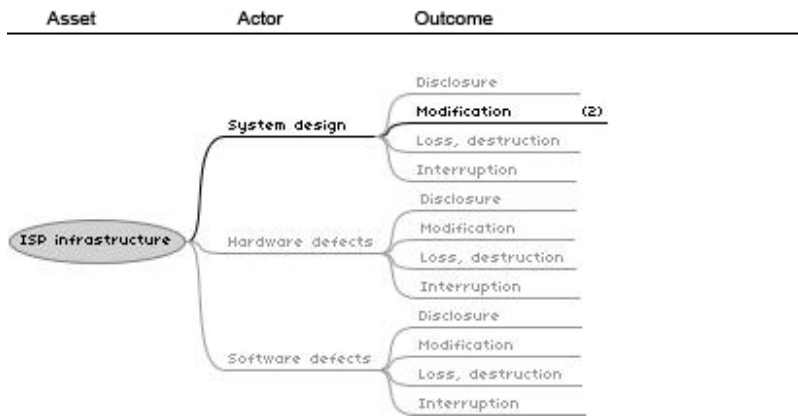 Asset Actor Outcome
Disclosure
Modification (2)
System design
Loss, destruction
Interruption
Disclosure
Modification
ISP infrastructure
Hardware defects
Loss, destruction
Interruption
Disclosure
Modification
Software defects
Loss, destruction
Interruption